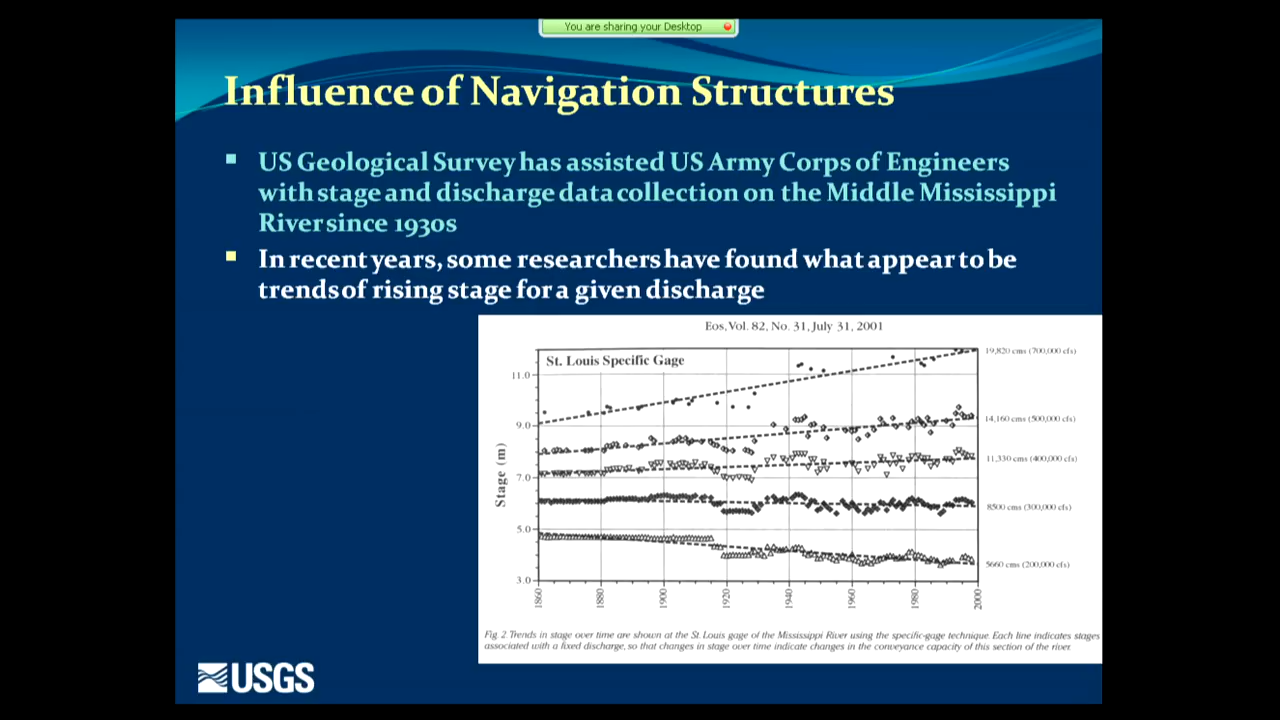 You are sharing your Desktop
Influence of Navigation Structures
US Geological Survey has assisted US Army Corps of Engineers
with stage and discharge data collection on the Middle Mississippi
River since 1930s
In recent years, some researchers have found what appear to be
trends of rising stage for a given discharge
Eos, Vol. 82, No. 31, July 31, 2001
St. Louis Specific Gage
19,820 cms (700,000 cfs)
11.0
9.0
14,160 cms (500,000 cfs)
11,330 cms (400,000 cfs)
Stage (m)
7.0
8500 cms (300,000 cfs)
5.0
5660 cms (200,000 cfs)
3.0
1860 1880 1900 1920 1940 1960 1980 2000
Fig. 2. Trends in stage over time are shown at the St. Louis gage of the Mississippi River using the specific-gage technique. Each line indicates stages
associated with a fixed discharge, so that changes in stage over time indicate changes in the conveyance capacity of this section of the river.
USGS